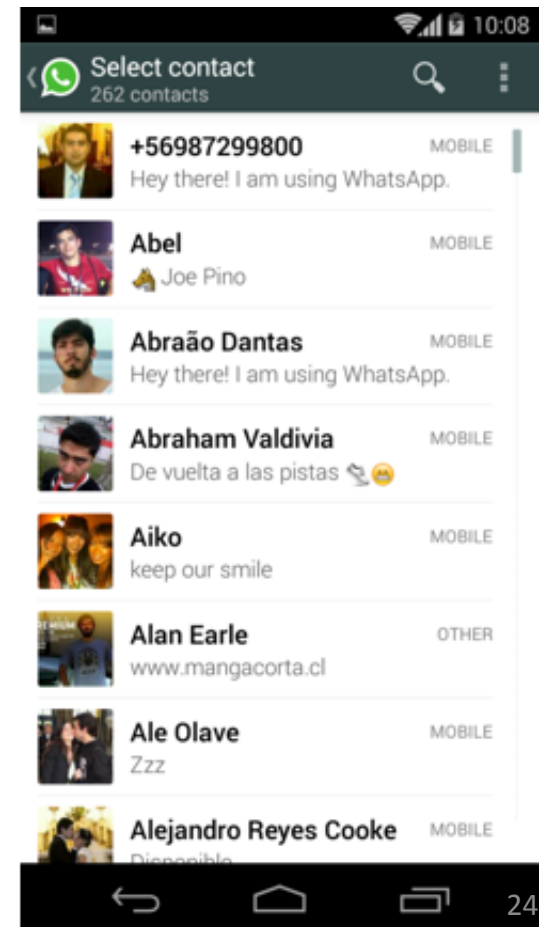 10:08
Select contact
262 contacts
+56987299800 MOBILE
Hey there! I am using WhatsApp.
Abel MOBILE
Joe Pino
Abraão Dantas MOBILE
Hey there! I am using WhatsApp.
Abraham Valdivia MOBILE
De vuelta a las pistas
Aiko MOBILE
keep our smile
Alan Earle OTHER
www.mangacorta.cl
Ale Olave MOBILE
Zzz
Alejandro Reyes Cooke MOBILE
Disponible
24